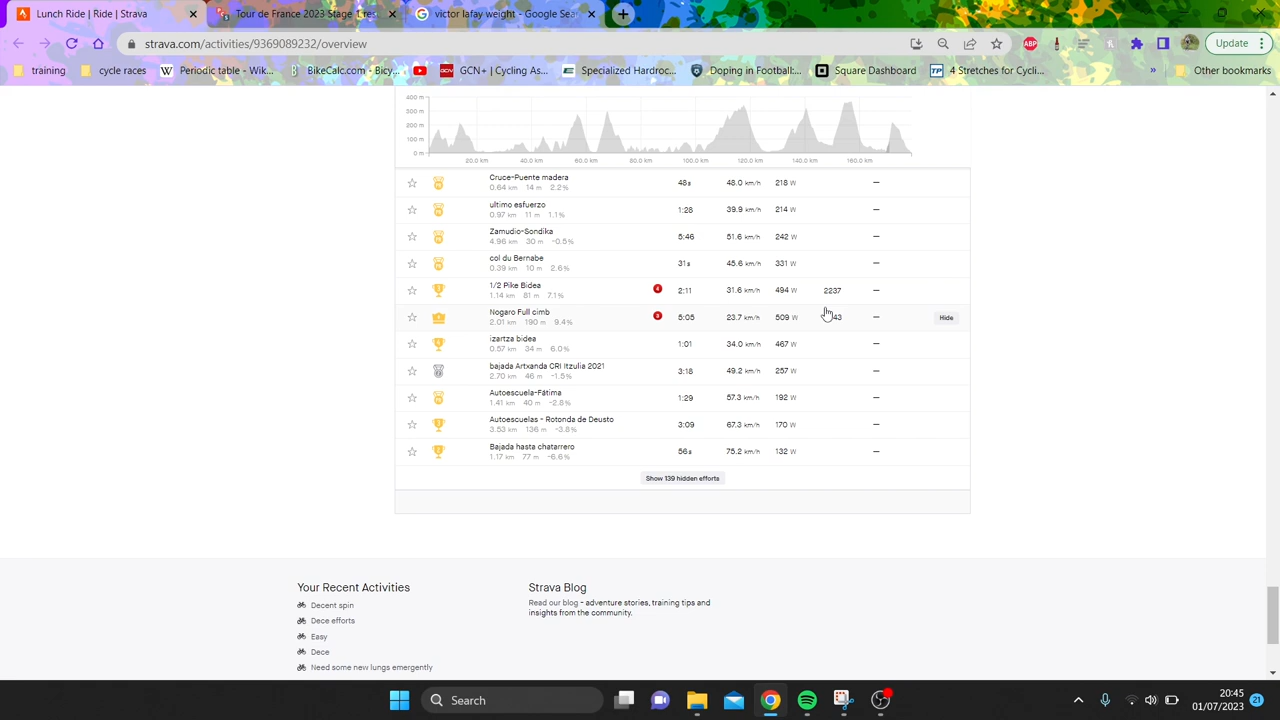 Lunch Ride | Ride | Strava
Tour de France 2023 Stage 1 res
victor lafay weight - Google Sea
strava.com/activities/9369089232/overview
ABP
Update
training
cycle races
Periodic table - Wik...
BikeCalc.com - Bicy...
GCN+ | Cycling As...
Specialized Hardroc...
Doping in Football:...
Square Dashboard
4 Stretches for Cycli...
»
Other bookmarks
400 m
300 m
200 m
100 m
0 m
20.0 km 40.0 km 60.0 km 80.0 km 100.0 km 120.0 km 140.0 km 160.0 km
Cruce-Puente madera
0.64 km 14 m 2.2%
48s 48.0 km/h 218 W —
ultimo esfuerzo
0.97 km 11 m 1.1%
1:28 39.9 km/h 214 W —
Zamudio-Sondika
4.96 km 30 m -0.5%
5:46 51.6 km/h 242 W —
col du Bernabe
0.39 km 10 m 2.6%
31s 45.6 km/h 331 W —
1/2 Pike Bidea
1.14 km 81 m 7.1%
4 2:11 31.6 km/h 494 W 2237 —
Nogaro Full cimb
2.01 km 190 m 9.4%
5:05 23.7 km/h 509 W 43 — Hide
izartza bidea
0.57 km 34 m 6.0%
1:01 34.0 km/h 467 W —
bajada Artxanda CRI Itzulia 2021
2.70 km 46 m -1.5%
3:18 49.2 km/h 257 W —
Autoescuela-Fátima
1.41 km 40 m -2.8%
1:29 57.3 km/h 192 W —
Autoescuelas - Rotonda de Deusto
3.53 km 136 m -3.8%
3:09 67.3 km/h 170 W —
Bajada hasta chatarrero
1.17 km 77 m -6.6%
56s 75.2 km/h 132 W —
Show 139 hidden efforts
Your Recent Activities
Decent spin
Dece efforts
Easy
Dece
Need some new lungs emergently
Strava Blog
Read our blog - adventure stories, training tips and
insights from the community.
Search
20:45
01/07/2023
21